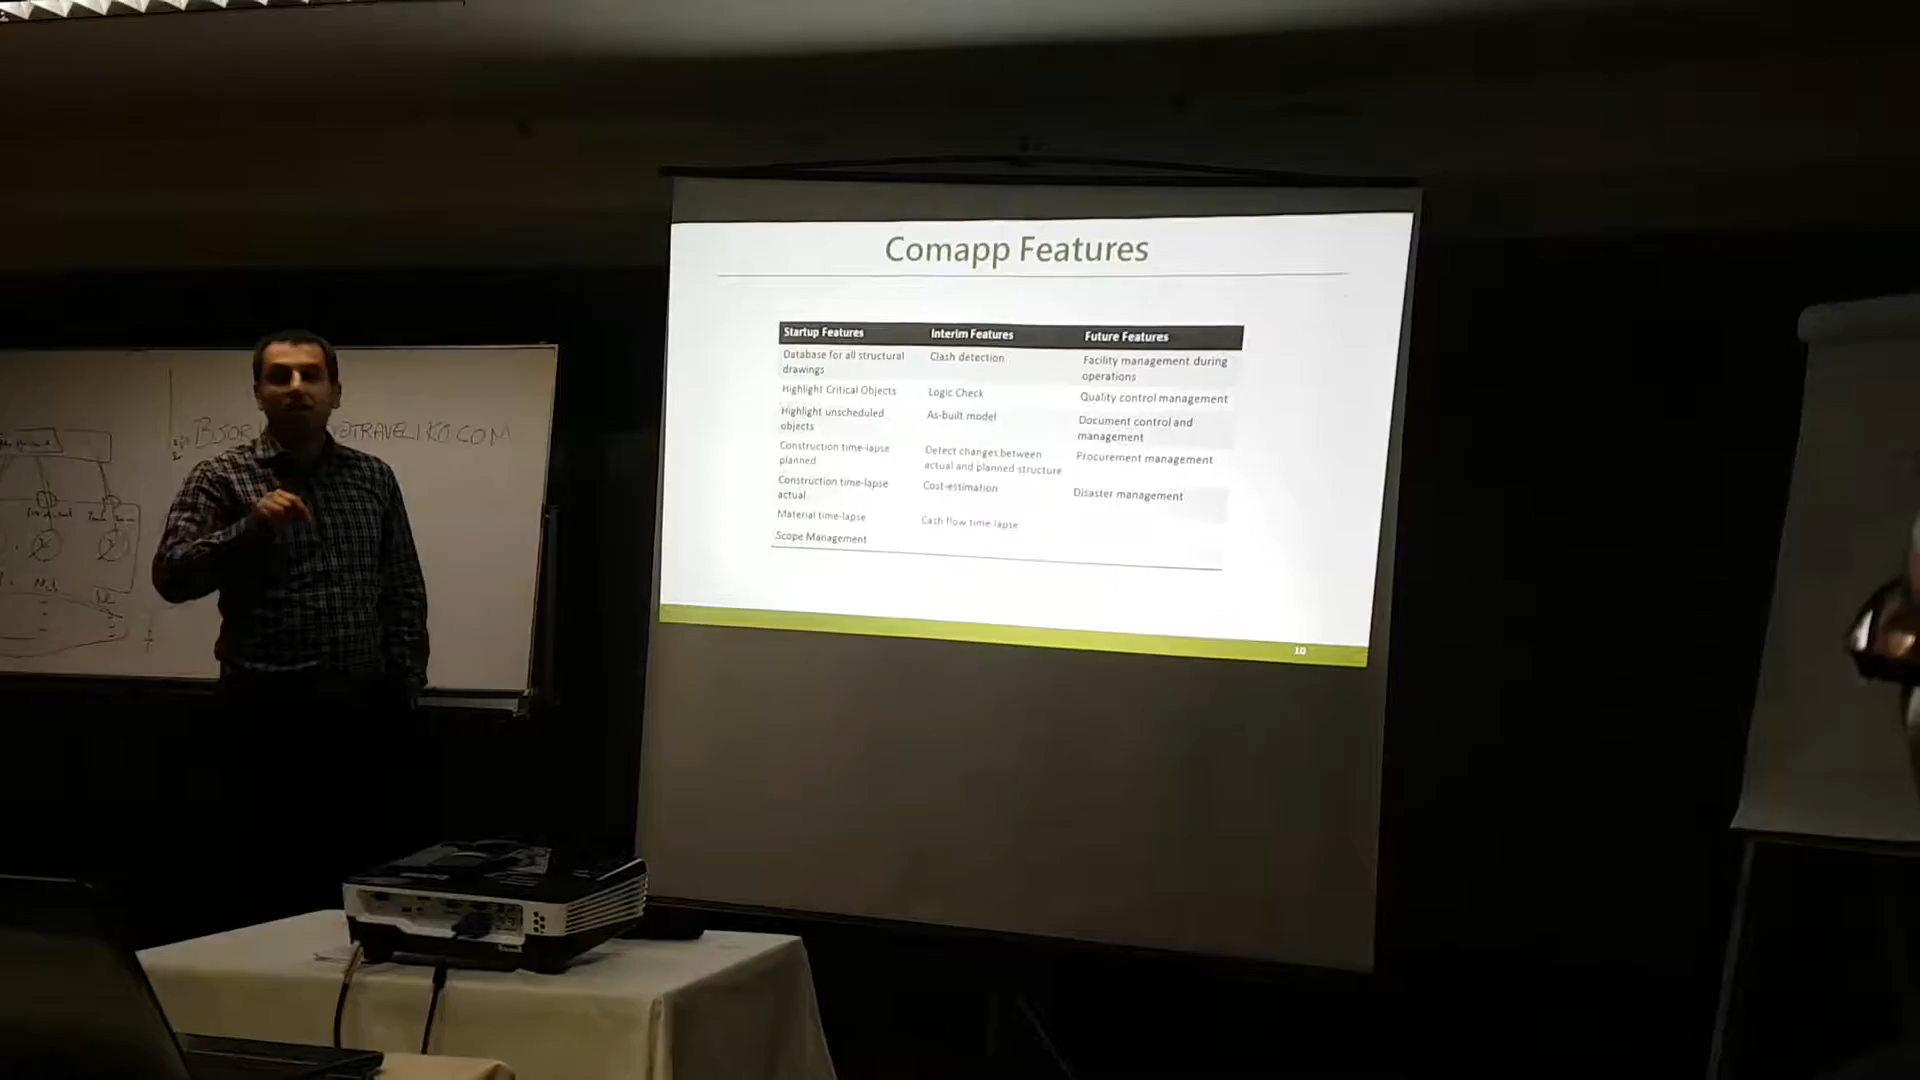 Comapp Features
Startup Features
Interim Features
Future Features
Database for all structural
drawings
Clash detection
Facility management during
operations
Highlight Critical Objects
Logic Check
Quality control management
Highlight unscheduled
objects
As-built model
Document control and
management
Construction time-lapse
planned
Detect changes between
actual and planned structure
Procurement management
Construction time-lapse
actual
Cost-estimation
Disaster management
Material time-lapse
Cash flow time lapse
Scope Management
10
TRAVELIKO.COM